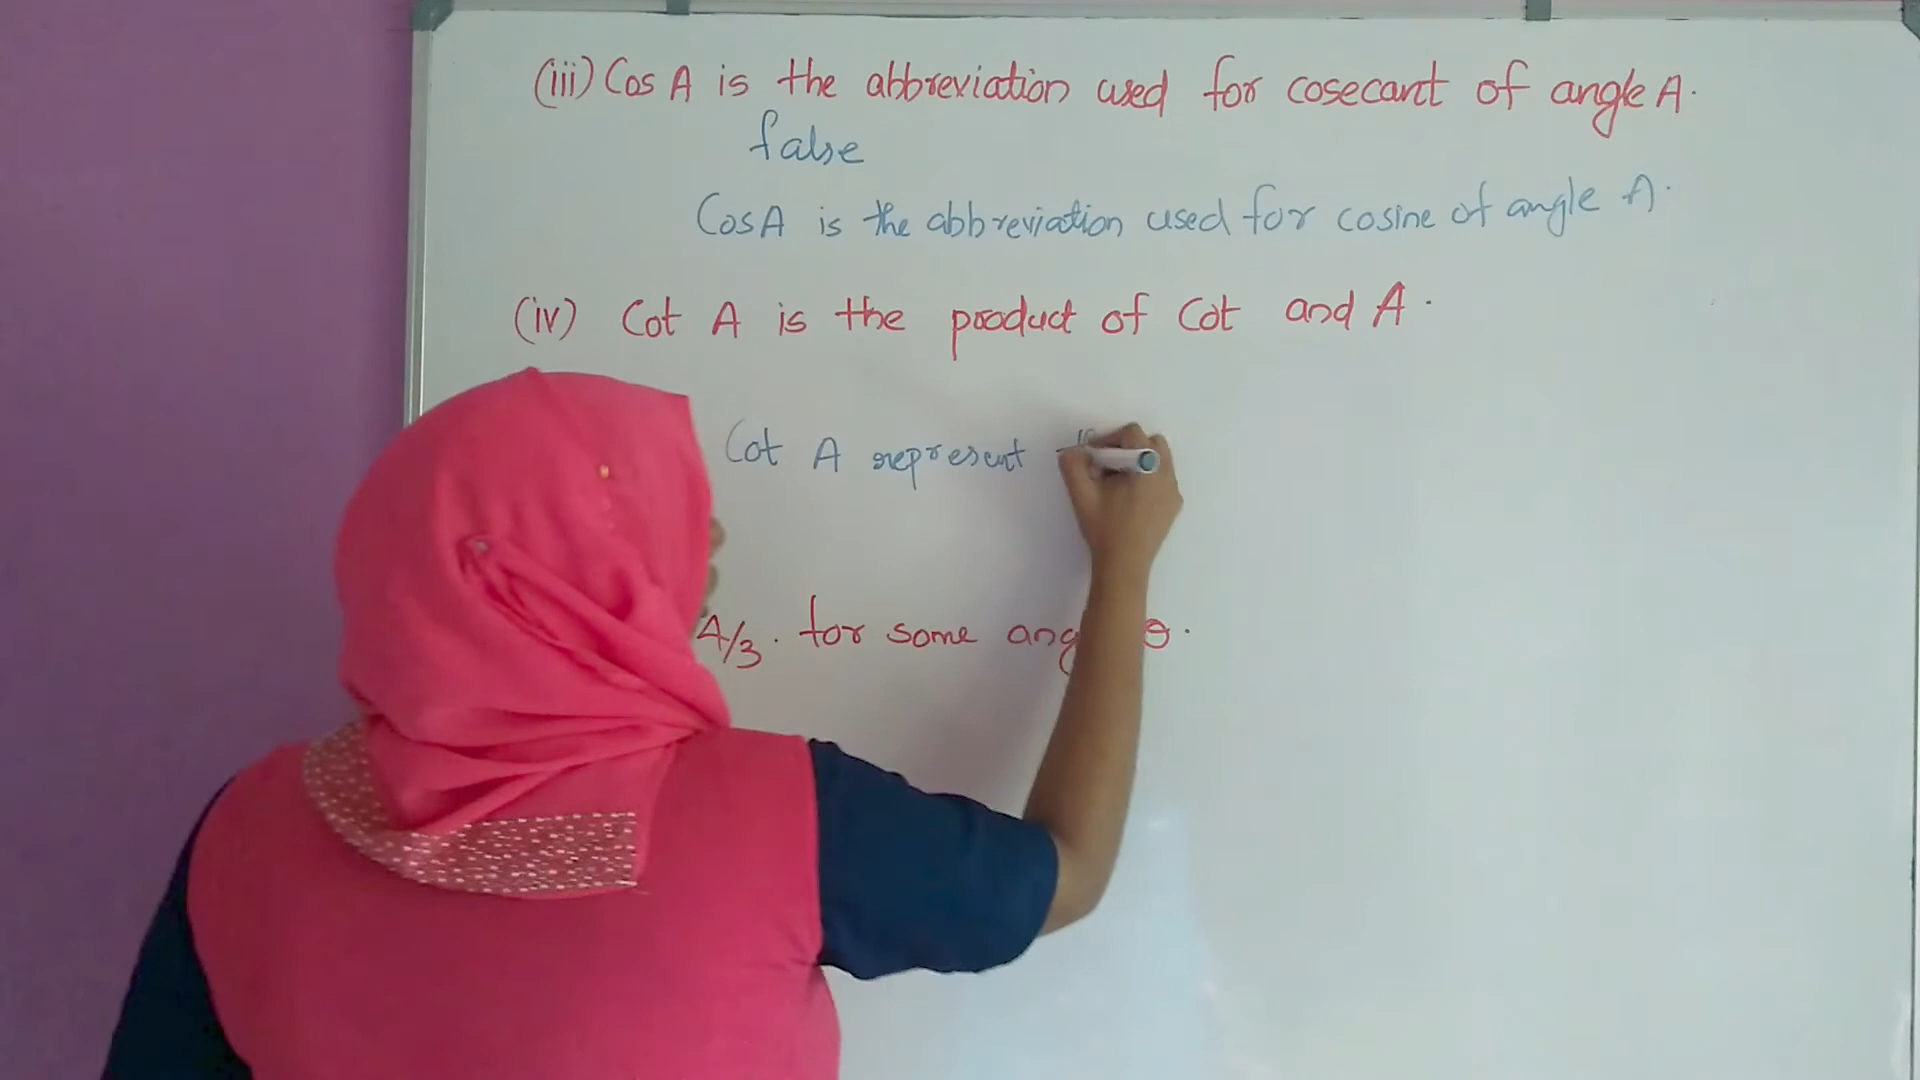 (iii) Cos A is the abbreviation used for cosecant of angle A.
false
Cos A is the abbreviation used for cosine of angle A.
(iv) Cot A is the product of Cot and A.
Cot A represent
4/3. for some θ.